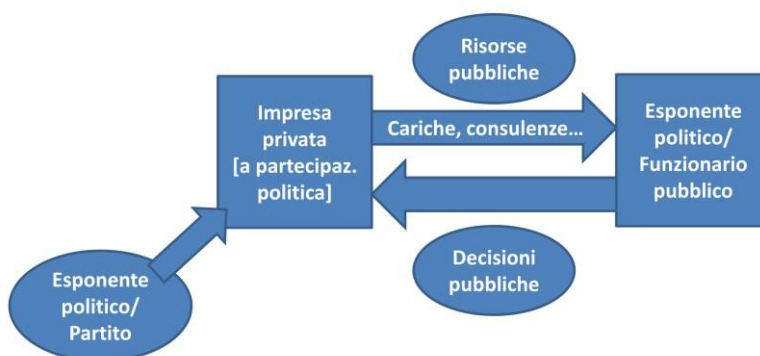 Risorse
pubbliche
Impresa
privata
[a partecipaz.
politica]
Cariche, consulenze...
Esponente
politico/
Funzionario
pubblico
Decisioni
pubbliche
Esponente
politico/
Partito